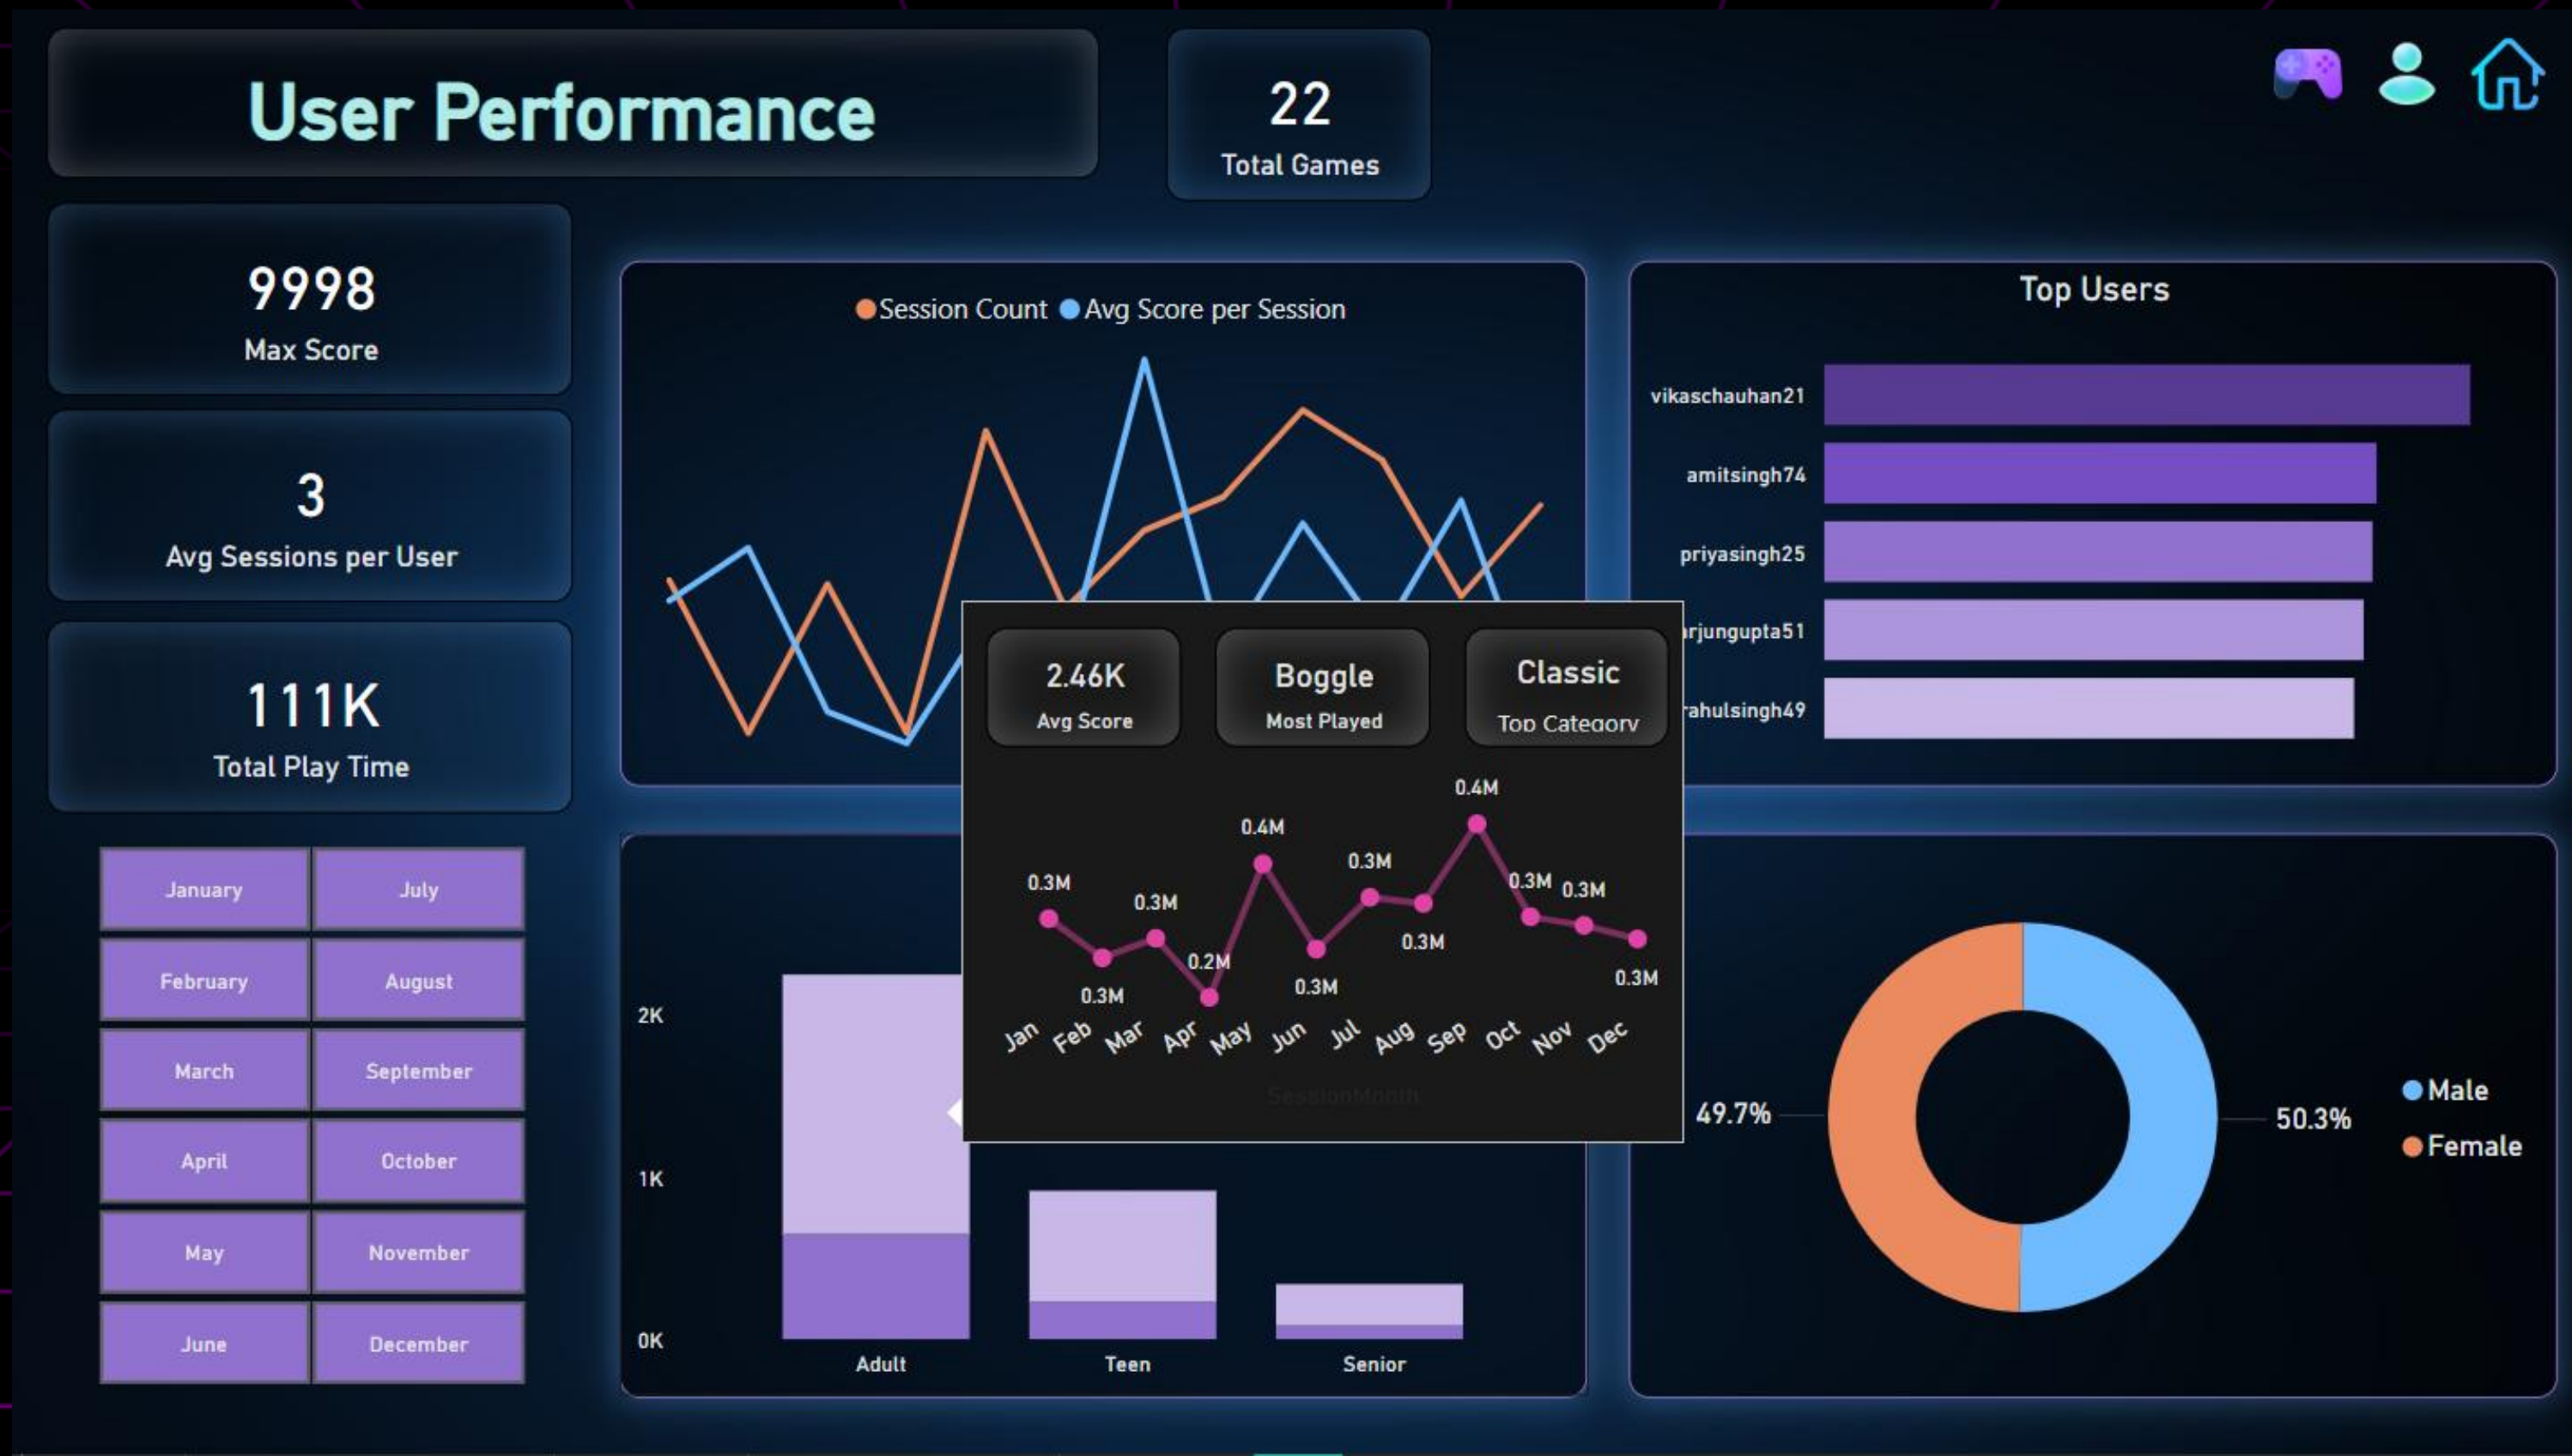 User Performance
22
Total Games
9998
Max Score
3
Avg Sessions per User
111K
Total Play Time
January
July
February
August
March
September
April
October
May
November
June
December
Session Count
Avg Score per Session
Top Users
vikaschauhan21
amitsingh74
priyasingh25
rjungupta51
rahulsingh49
2.46K
Avg Score
Boggle
Most Played
Classic
Top Category
0.3M
0.3M
0.3M
0.2M
0.4M
0.3M
0.3M
0.3M
0.4M
0.3M
0.3M
0.3M
Jan
Feb
Mar
Apr
May
Jun
Jul
Aug
Sep
Oct
Nov
Dec
SessionMonth
2K
1K
0K
Adult
Teen
Senior
49.7%
50.3%
Male
Female